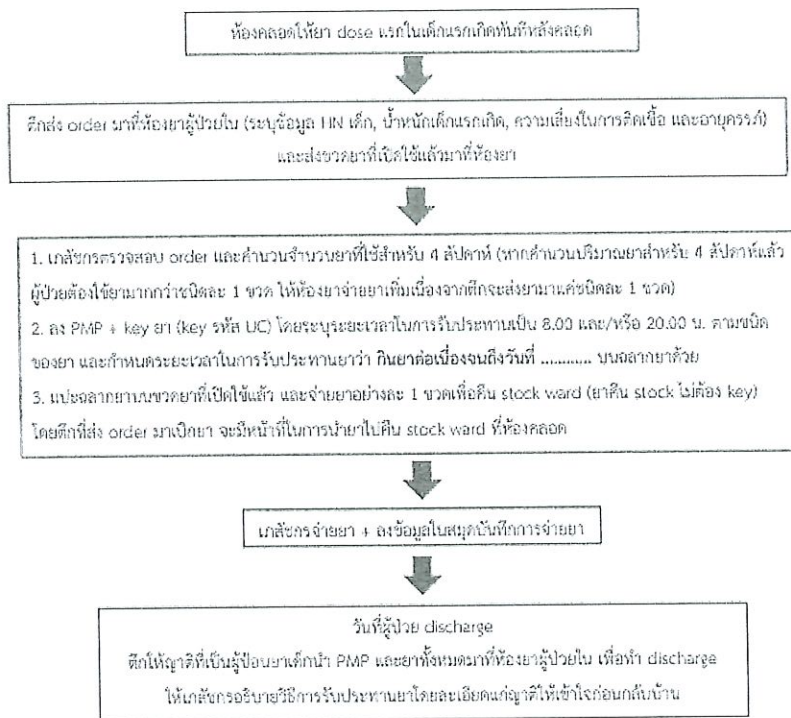 ห้องคลอดให้ยา dose แรกในเด็กแรกเกิดทันทีหลังคลอด
ตึกส่ง order มาที่ห้องยาผู้ป่วยใน (ระบุข้อมูล HN เด็ก, น้ำหนักเด็กแรกเกิด, ความเสี่ยงในการติดเชื้อ และอายุครรภ์)
และส่งขวดยาที่เปิดใช้แล้วมาที่ห้องยา
1. เภสัชกรตรวจสอบ order และคำนวนจำนวนยาที่ใช้สำหรับ 4 สัปดาห์ (หากคำนวนปริมาณยาสำหรับ 4 สัปดาห์แล้ว
ผู้ป่วยต้องใช้ยามากกว่าชนิดละ 1 ขวด ให้ห้องยาจ่ายยาเพิ่มเนื่องจากตึกจะส่งยามาแค่ชนิดละ 1 ขวด)
2. ลง PMP + key ยา (key รหัส UC) โดยระบุระยะเวลาในการรับประทานเป็น 8.00 และ/หรือ 20.00 น. ตามชนิด
ของยา และกำหนดระยะเวลาในการรับประทานยาว่า กินยาต่อเนื่องจนถึงวันที่ ............ บนฉลากยาด้วย
3. แปะฉลากยาบนขวดยาที่เปิดใช้แล้ว และจ่ายยาอย่างละ 1 ขวดเพื่อคืน stock ward (ยาคืน stock ไม่ต้อง key)
โดยตึกที่ส่ง order มาเบิกยา จะมีหน้าที่ในการนำยาไปคืน stock ward ที่ห้องคลอด
เภสัชกรจ่ายยา + ลงข้อมูลในสมุดบันทึกการจ่ายยา
วันที่ผู้ป่วย discharge
ตึกให้ญาติที่เป็นผู้ป้อนยาเด็กนำ PMP และยาทั้งหมดมาที่ห้องยาผู้ป่วยใน เพื่อทำ discharge
ให้เภสัชกรอธิบายวิธีการรับประทานยาโดยละเอียดแก่ญาติให้เข้าใจก่อนกลับบ้าน